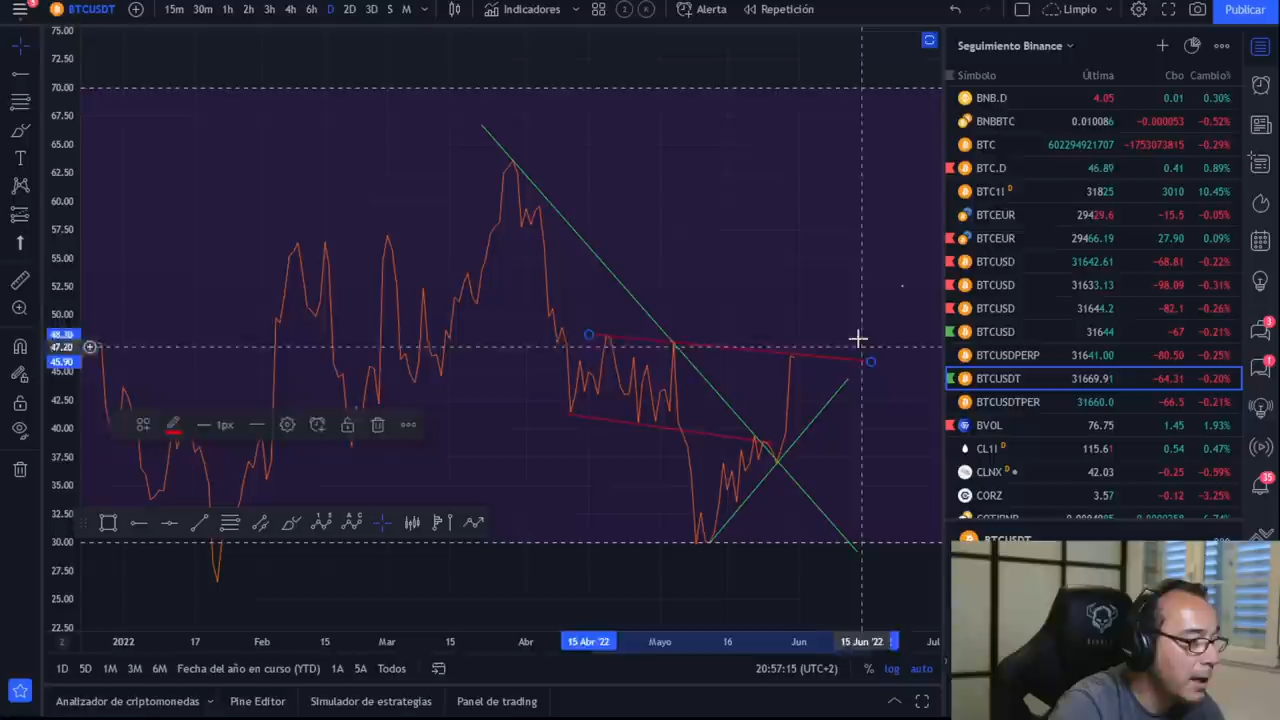 3
BTCUSDT
15m 30m 1h 2h 3h 4h 6h D 2D 3D S M
Indicadores
Alerta
Repetición
Limpio
Publicar
75.00
72.50
70.00
67.50
65.00
62.50
60.00
57.50
55.00
52.50
50.00
48.30
47.20
45.90
45.00
42.50
40.00
37.50
35.00
32.50
30.00
27.50
25.00
22.50
1px
2022 17 Feb 15 Mar 15 Abr 15 Abr '22 Mayo 16 Jun 15 Jun '22 Jul
1D 5D 1M 3M 6M Fecha del año en curso (YTD) 1A 5A Todos
20:57:15 (UTC+2) % log auto
Analizador de criptomonedas Pine Editor Simulador de estrategias Panel de trading
Seguimiento Binance
Símbolo Última Cbo Cambio%
BNB.D 4.05 0.01 0.30%
BNBBTC 0.010086 -0.000053 -0.52%
BTC 602294921707 -1753073815 -0.29%
BTC.D 46.89 0.41 0.89%
BTC1! D 31825 3010 10.45%
BTCEUR 29429.6 -15.5 -0.05%
BTCEUR 29466.19 27.90 0.09%
BTCUSD 31642.61 -68.81 -0.22%
BTCUSD 31633.13 -98.09 -0.31%
BTCUSD 31644.2 -82.1 -0.26%
BTCUSD 31644 -67 -0.21%
BTCUSDPERP 31641.00 -80.50 -0.25%
BTCUSDT 31669.91 -64.31 -0.20%
BTCUSDTPER 31660.0 -66.5 -0.21%
BVOL 76.75 1.45 1.93%
CL1! D 115.61 0.54 0.47%
CLNX D 42.03 -0.25 -0.59%
CORZ 3.57 -0.12 -3.25%
BTCUSDT
3
1
35